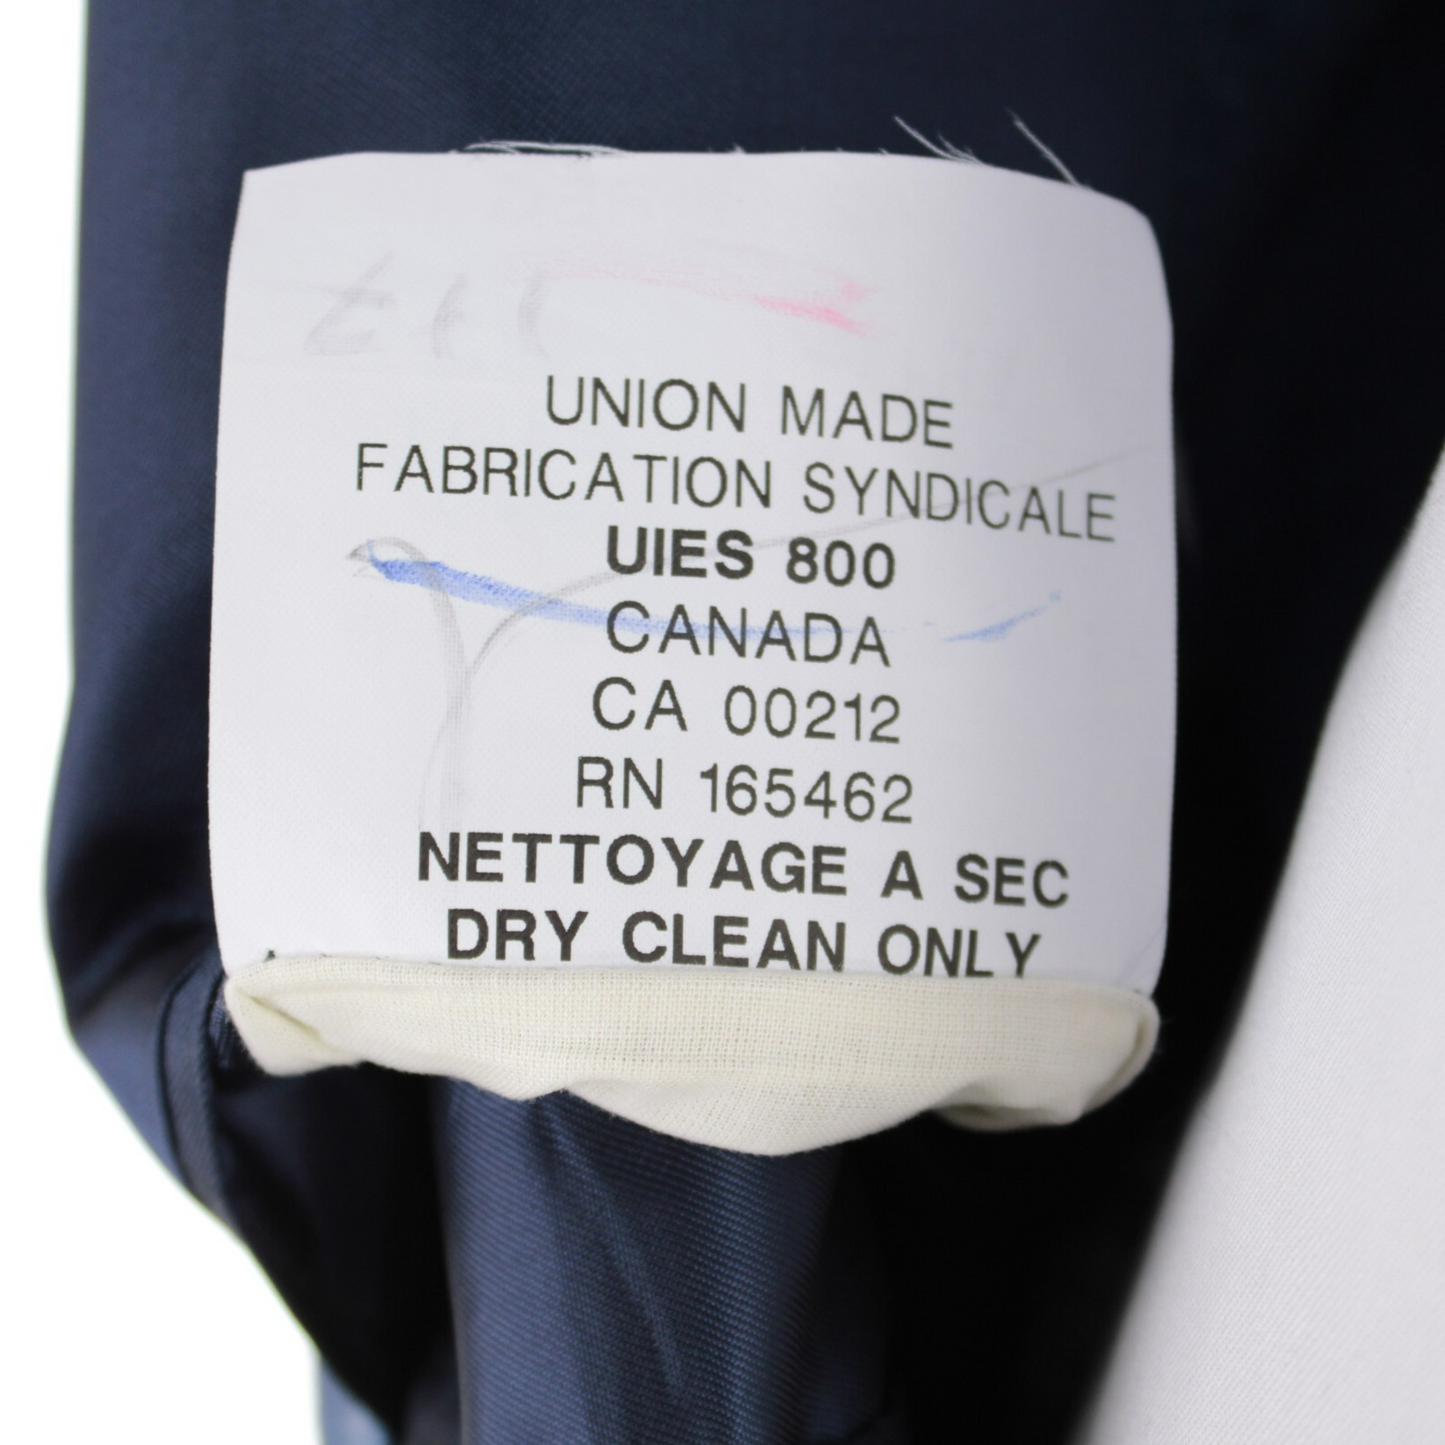 UNION MADE
FABRICATION SYNDICALE
UIES 800
CANADA
CA 00212
RN 165462
NETTOYAGE A SEC
DRY CLEAN ONLY